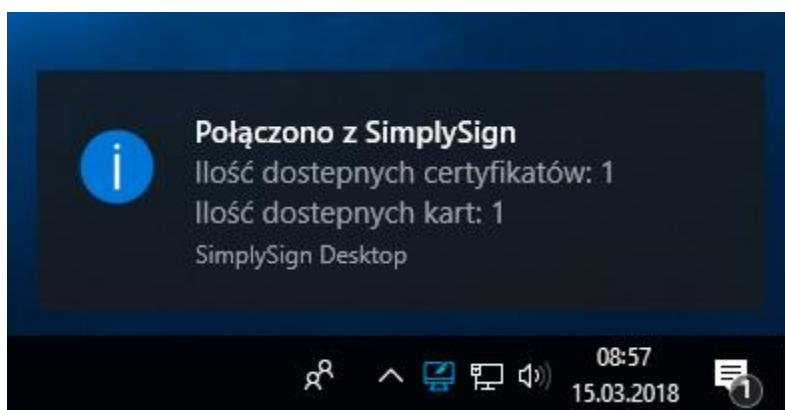 Połączono z SimplySign
Ilość dostepnych certyfikatów: 1
Ilość dostepnych kart: 1
SimplySign Desktop
08:57
15.03.2018
1